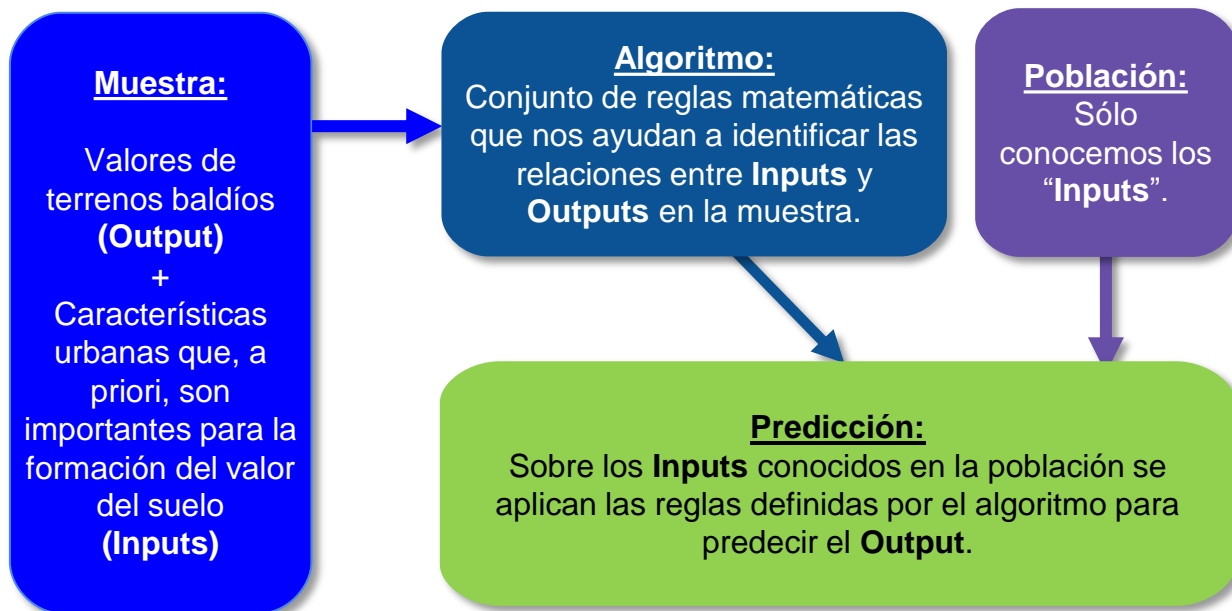 Muestra:
Valores de
terrenos baldíos
(Output)
+
Características
urbanas que, a
priori, son
importantes para la
formación del valor
del suelo
(Inputs)
Algoritmo:
Conjunto de reglas matemáticas
que nos ayudan a identificar las
relaciones entre Inputs y
Outputs en la muestra.
Población:
Sólo
conocemos los
“Inputs”.
Predicción:
Sobre los Inputs conocidos en la población se
aplican las reglas definidas por el algoritmo para
predecir el Output.